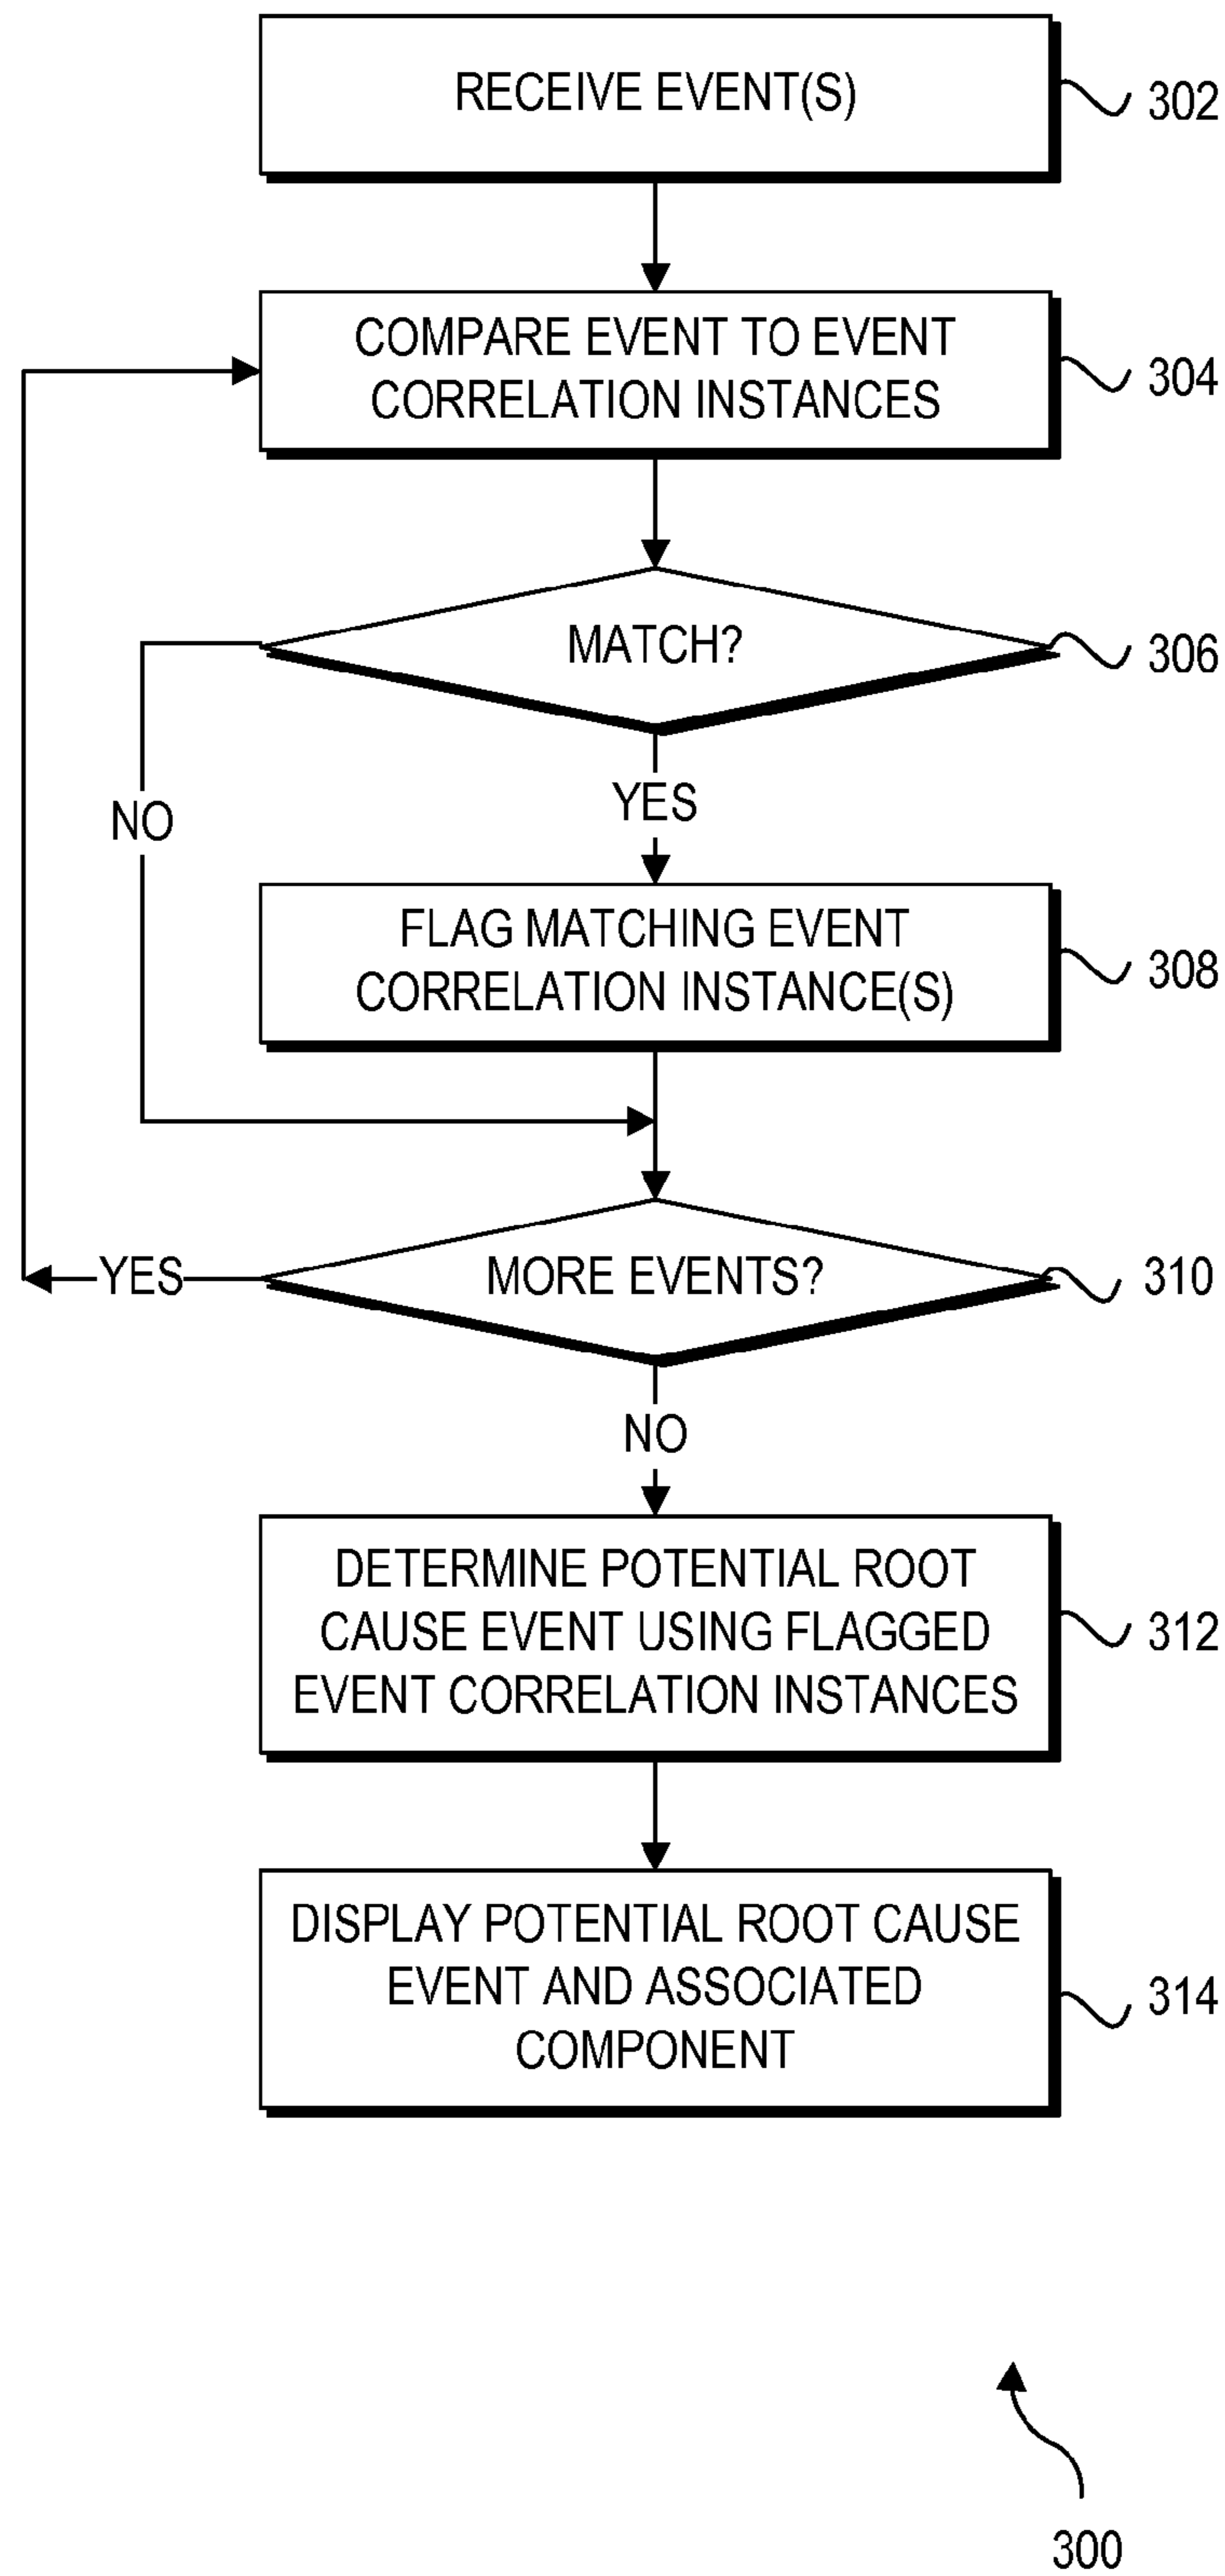 RECEIVE EVENT(S)
302
COMPARE EVENT TO EVENT
CORRELATION INSTANCES
304
MATCH?
306
NO
YES
FLAG MATCHING EVENT
CORRELATION INSTANCE(S)
308
YES
MORE EVENTS?
310
NO
DETERMINE POTENTIAL ROOT
CAUSE EVENT USING FLAGGED
EVENT CORRELATION INSTANCES
312
DISPLAY POTENTIAL ROOT CAUSE
EVENT AND ASSOCIATED
COMPONENT
314
300